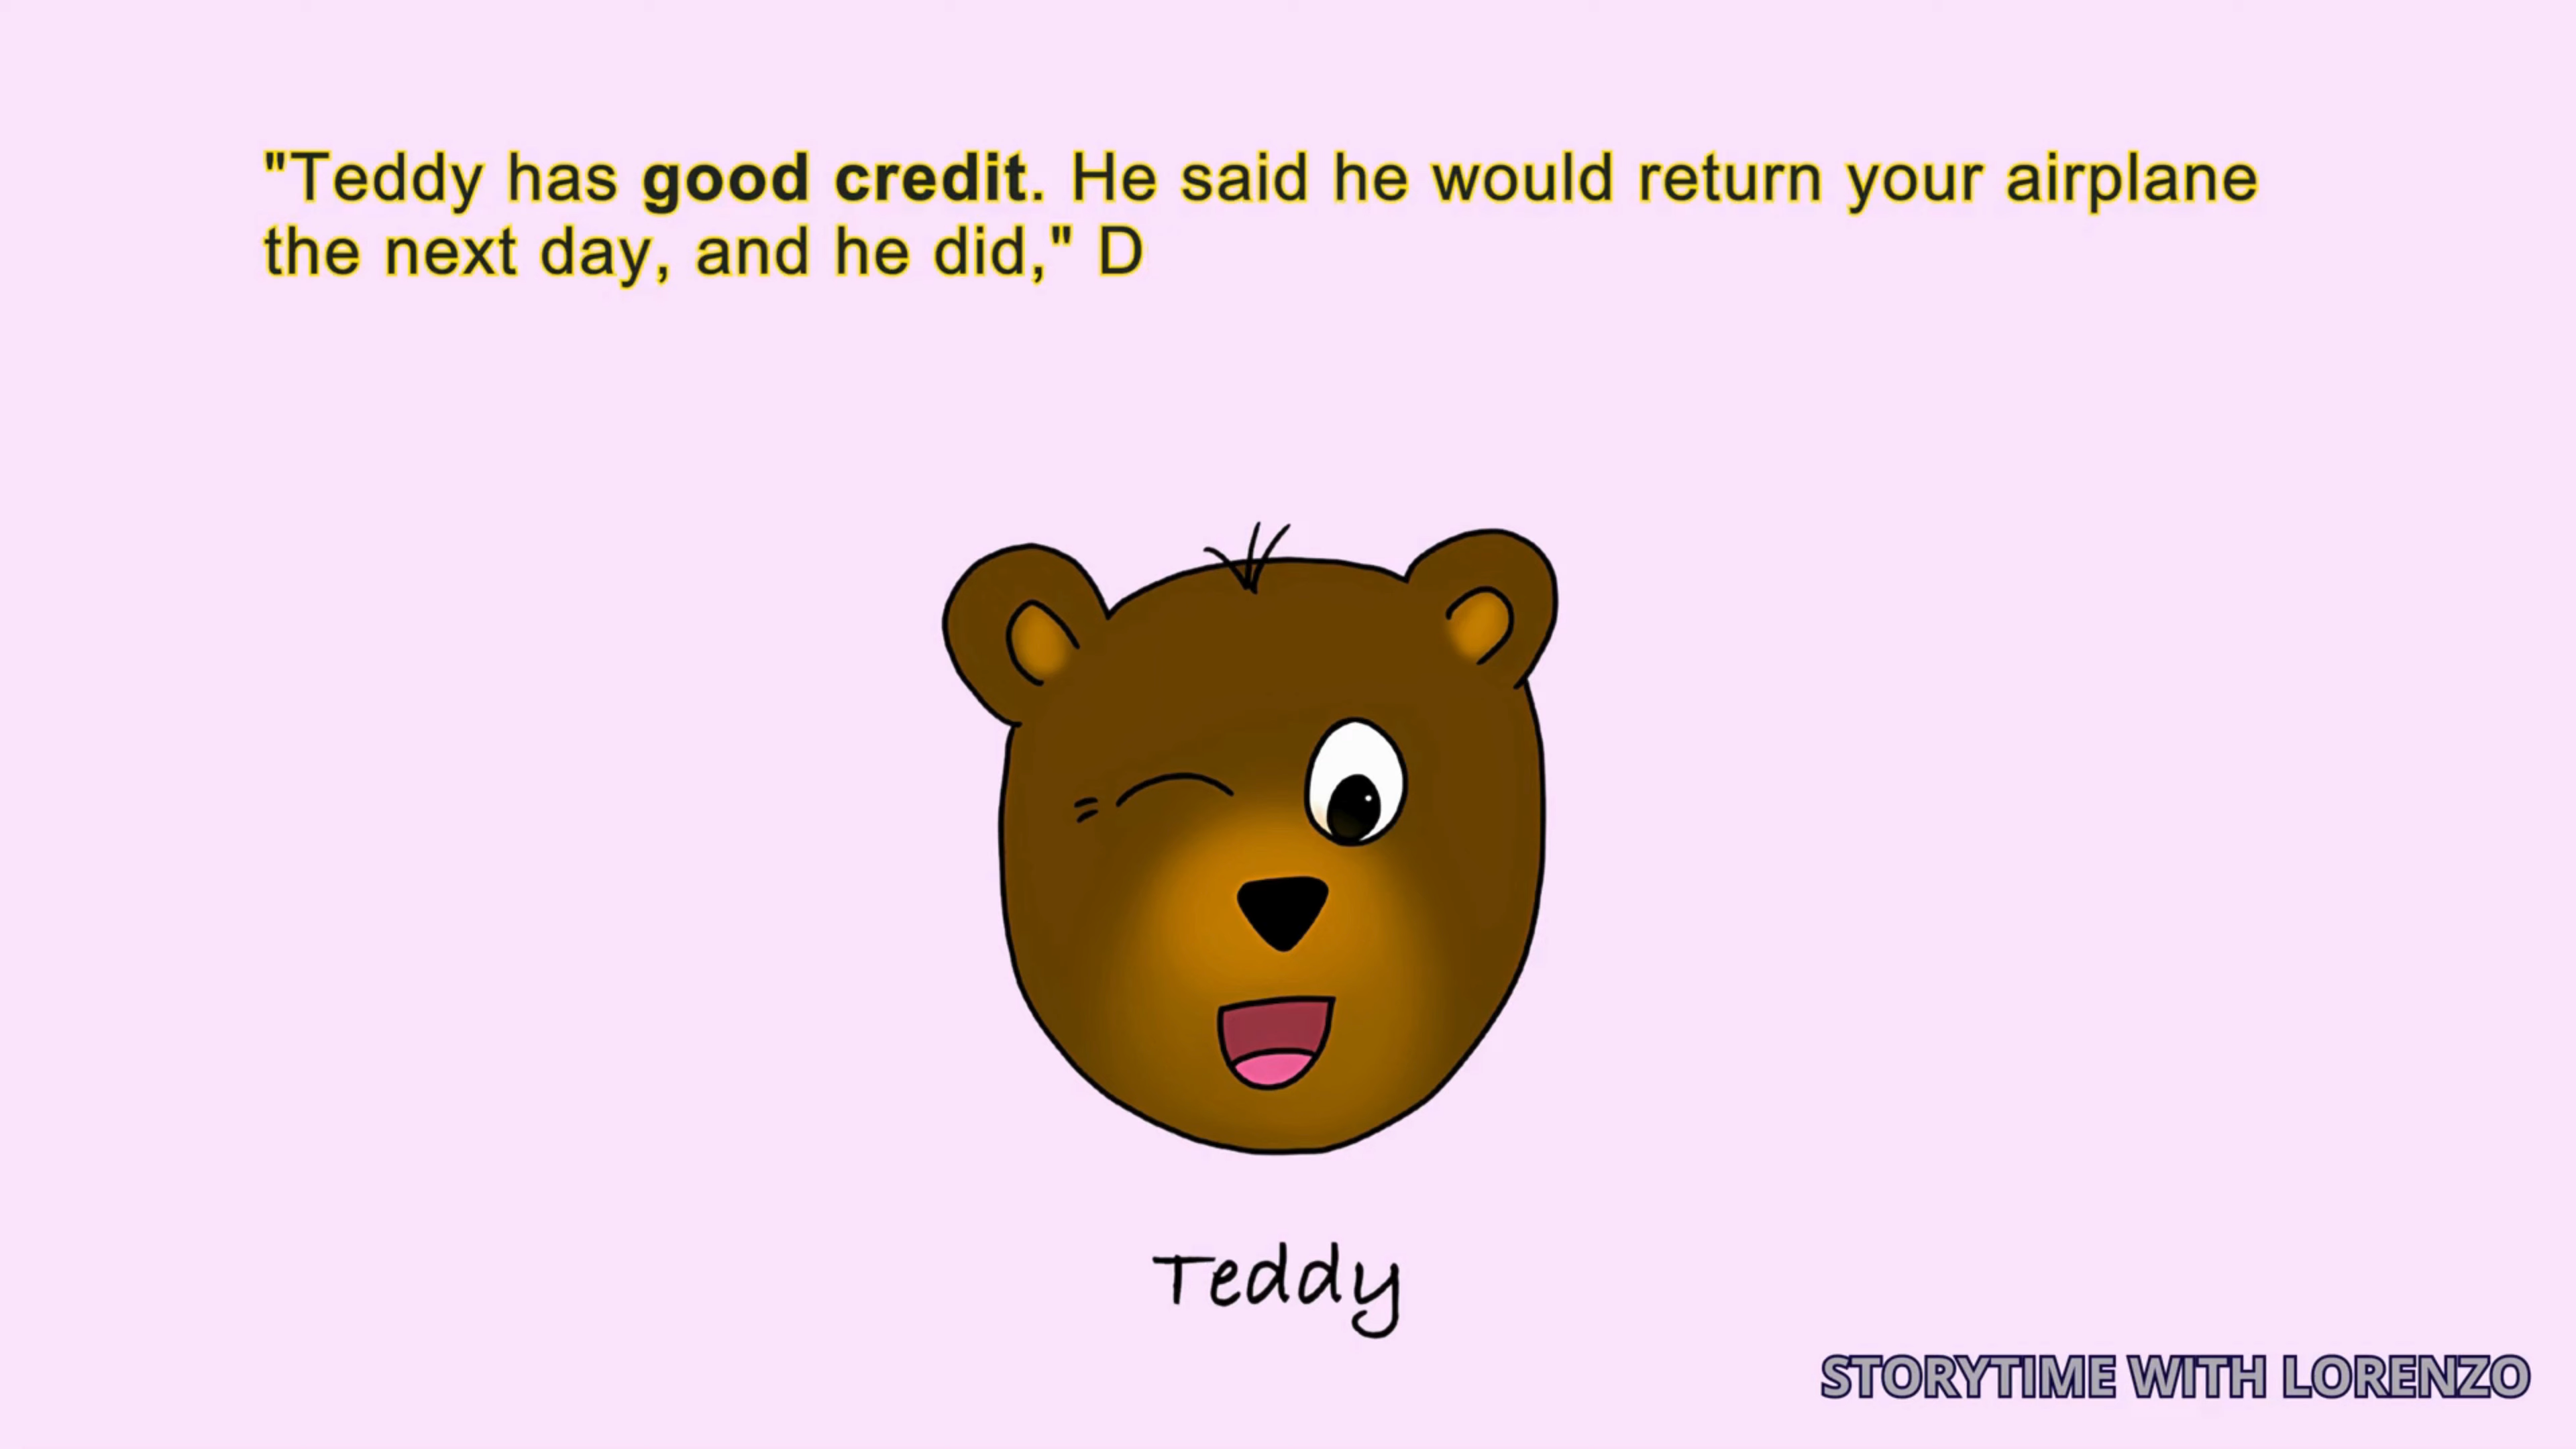 "Teddy has good credit. He said he would return your airplane
the next day, and he did," D
Teddy
STORYTIME WITH LORENZO